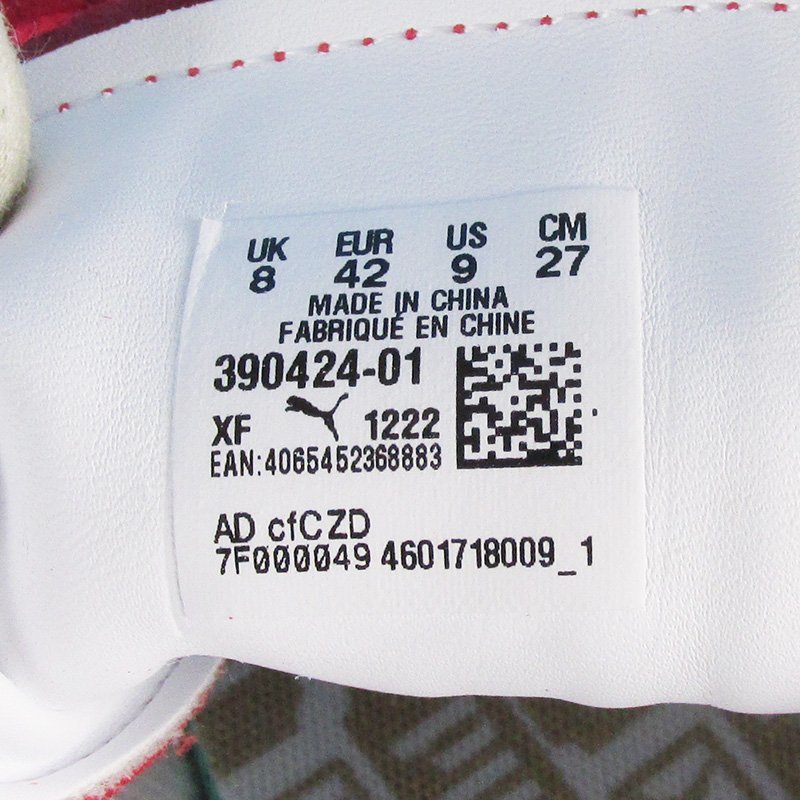 UK EUR US CM
8 42 9 27
MADE IN CHINA
FABRIQUÉ EN CHINE
390424-01
XF 1222
EAN:4065452368883
AD cfCZD
7F000049 4601718009_1